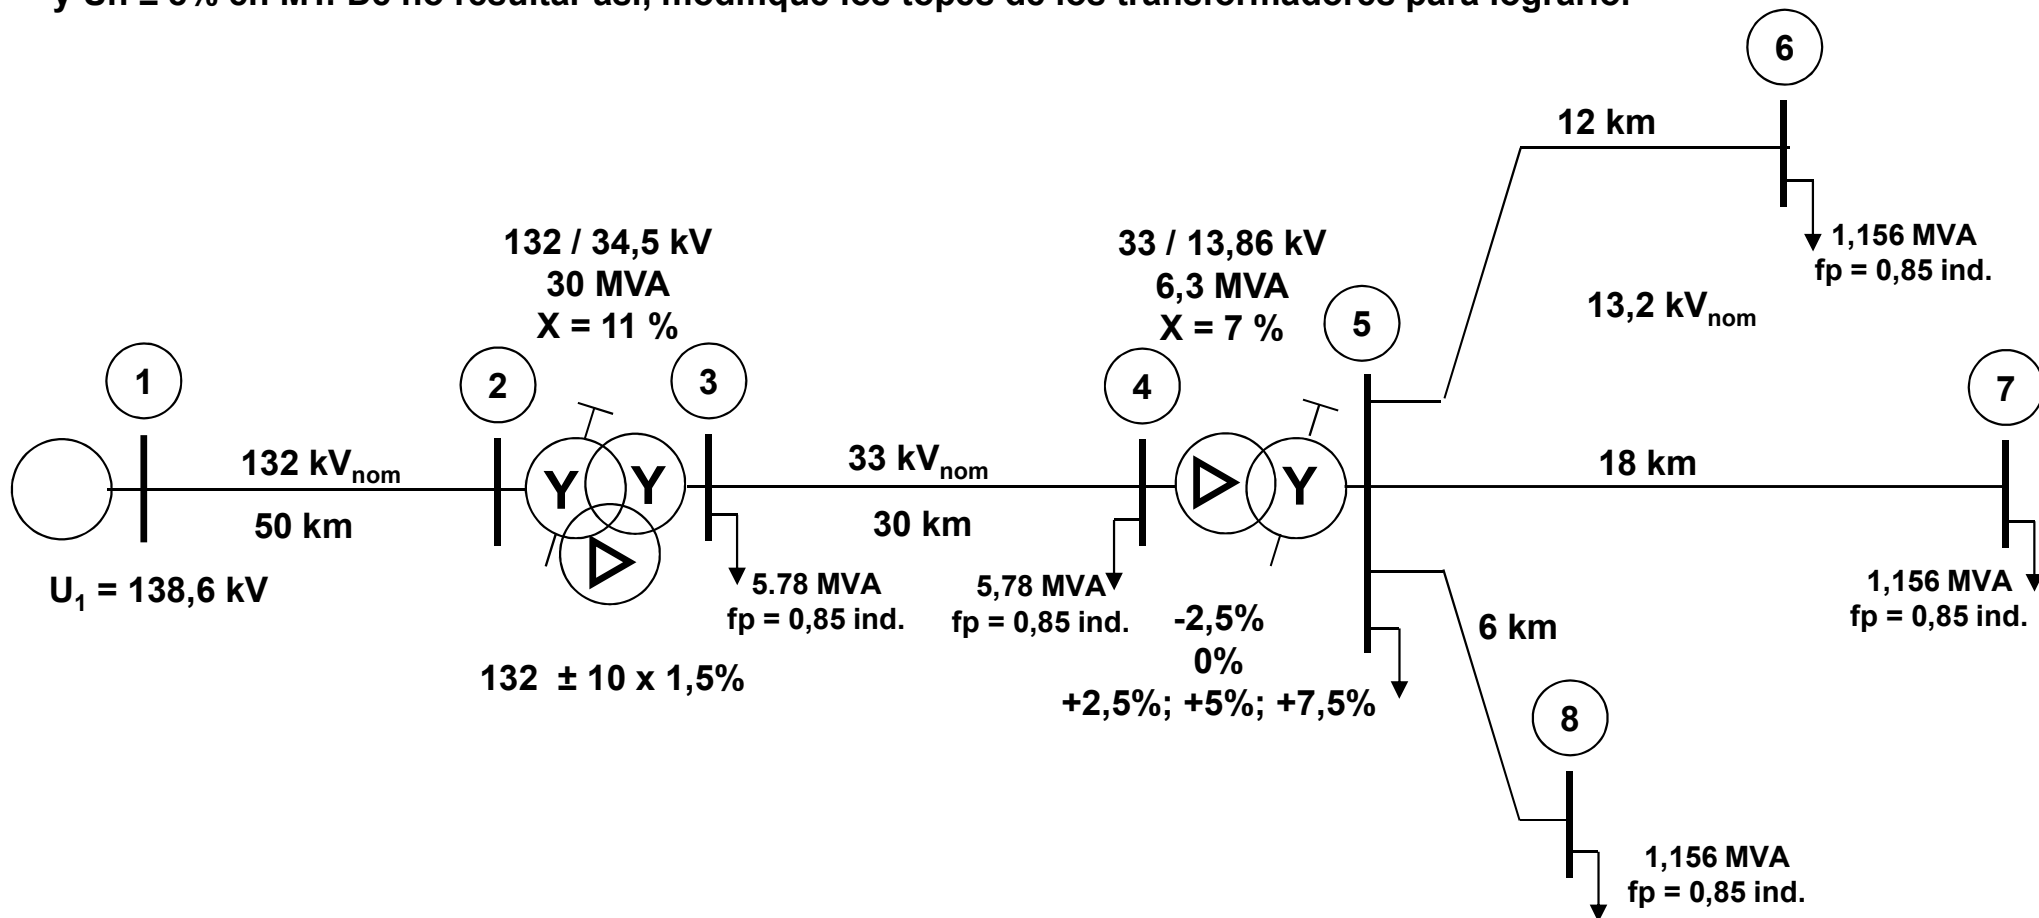 y Un ± en MT. De no resultar así, modifique los topes de los transformadores para lograrlo.
6
12 km
1,156 MVA
fp = 0,85 ind.
132 / 34,5 kV
30 MVA
X = 11 %
33 / 13,86 kV
6,3 MVA
X = 7 %
13,2 kVnom
1
2
3
4
5
7
132 kVnom
50 km
Y
Y
33 kVnom
30 km
Y
18 km
U1 = 138,6 kV
5.78 MVA
fp = 0,85 ind.
5,78 MVA
fp = 0,85 ind.
1,156 MVA
fp = 0,85 ind.
132 ± 10 x 1,5%
-2,5%
0%
+2,5%; +5%; +7,5%
6 km
8
1,156 MVA
fp = 0,85 ind.